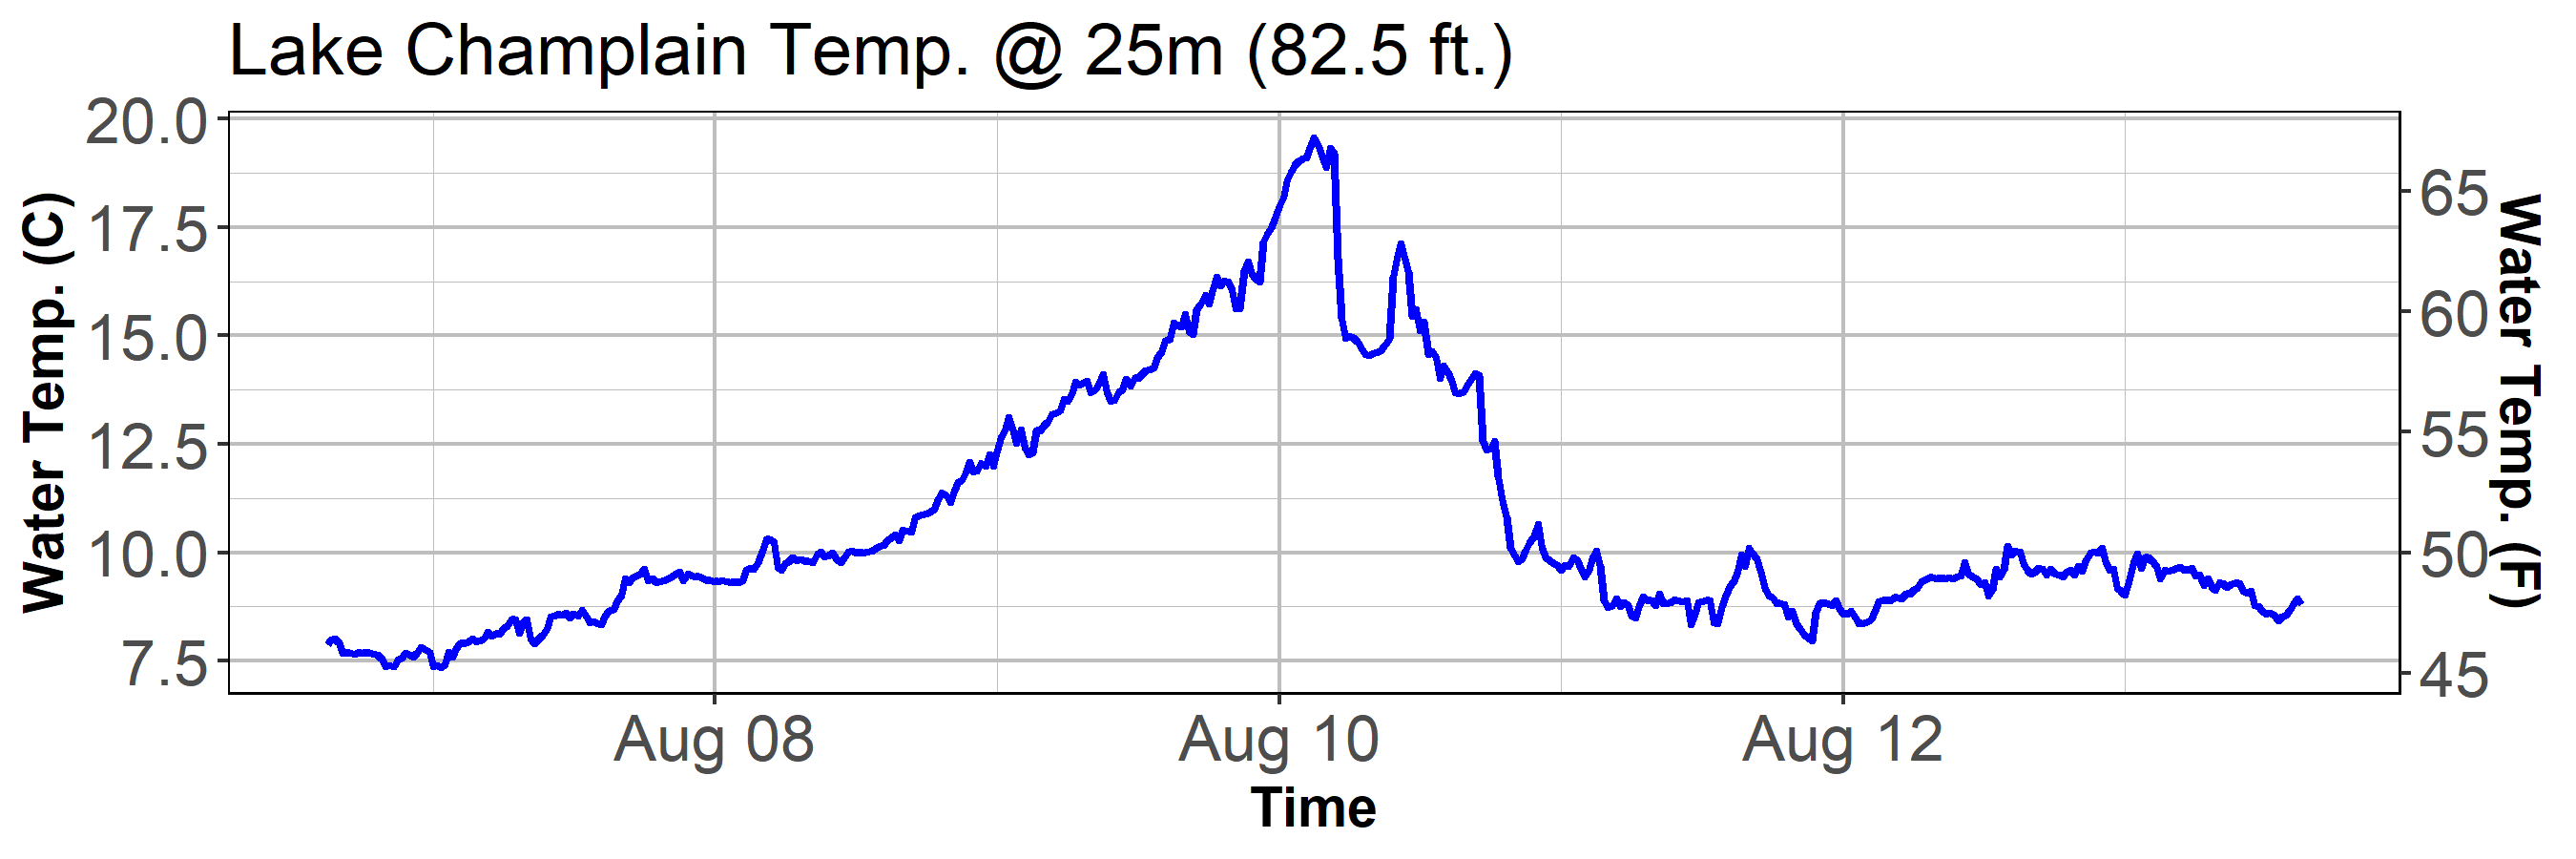 Lake Champlain Temp. @ 25m (82.5 ft.)
Water Temp. (C)
20.0
17.5
15.0
12.5
10.0
7.5
65
60
55
50
45
Water Temp. (F)
Aug 08
Aug 10
Aug 12
Time